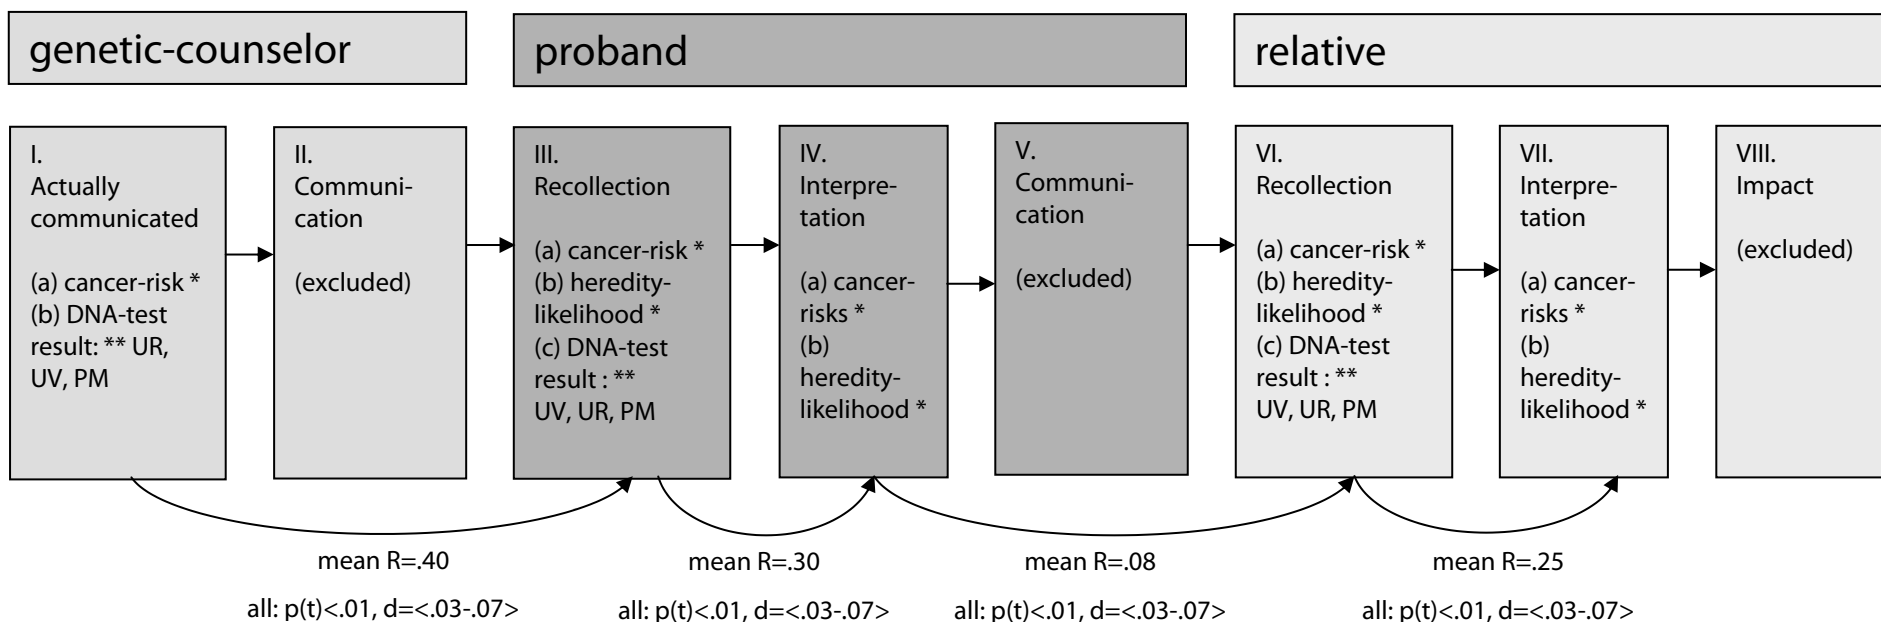 genetic-counselor
proband
relative
I.
Actually
communicated
(a) cancer-risk *
(b) DNA-test
result: ** UR,
UV, PM
II.
Communi-
cation
(excluded)
III.
Recollection
(a) cancer-risk *
(b) heredity-
likelihood *
(c) DNA-test
result : **
UV, UR, PM
IV.
Interpre-
tation
(a) cancer-
risks *
(b)
heredity-
likelihood *
V.
Communi-
cation
(excluded)
VI.
Recollection
(a) cancer-risk *
(b) heredity-
likelihood *
(c) DNA-test
result : **
UV, UR, PM
VII.
Interpre-
tation
(a) cancer-
risks *
(b)
heredity-
likelihood *
VIII.
Impact
(excluded)
mean R=.40
all: p(t)<.01, d=<.03-.07>
mean R=.30
all: p(t)<.01, d=<.03-.07>
mean R=.08
all: p(t)<.01, d=<.03-.07>
mean R=.25
all: p(t)<.01, d=<.03-.07>